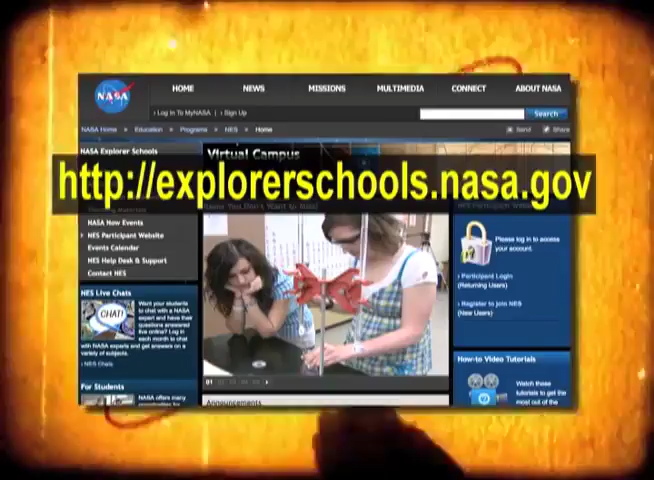 NASA
HOME
NEWS
MISSIONS
MULTIMEDIA
CONNECT
ABOUT NASA
› Log In To MyNASA | › Sign Up
Search
NASA Home » Education » Programs » NES » Home
Send
Share
NASA Explorer Schools
Virtual Campus
http://explorerschools.nasa.gov
NASA Now Events
NES Participant Website
Events Calendar
NES Help Desk & Support
Contact NES
Please log in to access
your account.
› Participant Login
(Returning Users)
› Register to join NES
(New Users)
NES Live Chats
CHAT!
Want your students
to chat with a NASA
expert and have their
questions answered
live online? Log in
each month to chat
with NASA experts and get answers on a
variety of subjects.
› NES Chats
How-to Video Tutorials
Watch these
tutorials to get the
most out of the
For Students
NASA offers many
01
Announcements